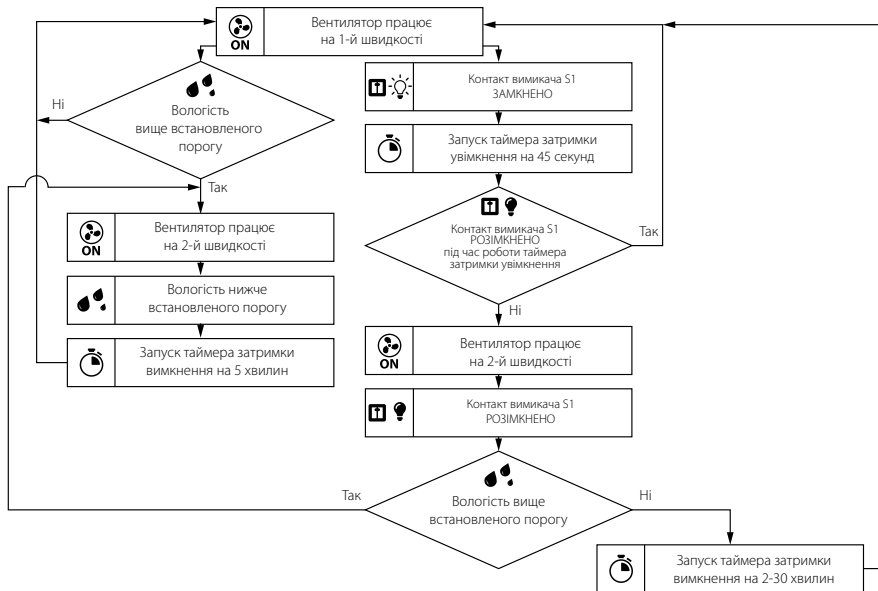 ON
Вентилятор працює
на 1-й швидкості
Вологість
вище встановленого
порогу
Ні
Так
ON
Вентилятор працює
на 2-й швидкості
Вологість нижче
встановленого порогу
Запуск таймера затримки
вимкнення на 5 хвилин
Контакт вимикача S1
ЗАМКНЕНО
Запуск таймера затримки
увімкнення на 45 секунд
Контакт вимикача S1
РОЗІМКНЕНО
під час роботи таймера
затримки увімкнення
Так
Ні
ON
Вентилятор працює
на 2-й швидкості
Контакт вимикача S1
РОЗІМКНЕНО
Вологість вище
встановленого порогу
Так
Ні
Запуск таймера затримки
вимкнення на 2-30 хвилин